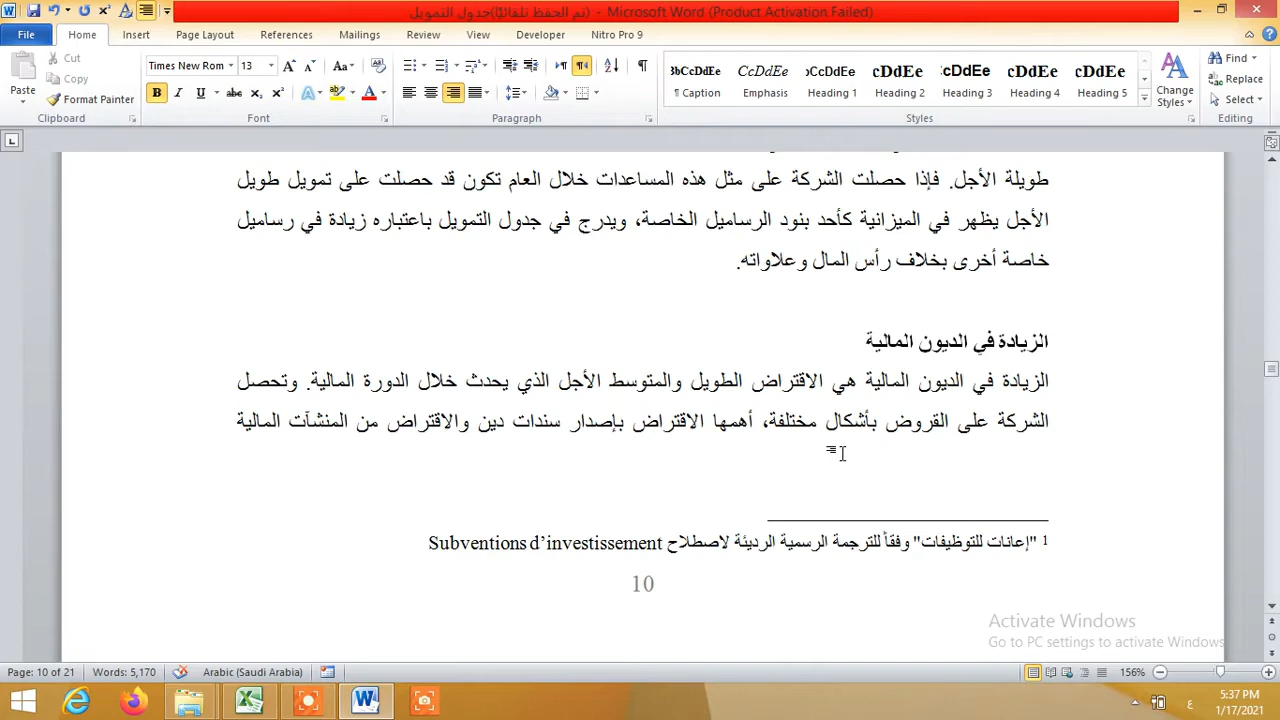 جدول التمويل(تم الحفظ تلقائيًا) - Microsoft Word (Product Activation Failed)
File Home Insert Page Layout References Mailings Review View Developer Nitro Pro 9
Cut
Copy
Paste
Format Painter
Clipboard
Times New Rom 13
Font
Paragraph
Caption Emphasis Heading 1 Heading 2 Heading 3 Heading 4 Heading 5
Change Styles
Styles
Find
Replace
Select
Editing
طويلة الأجل. فإذا حصلت الشركة على مثل هذه المساعدات خلال العام تكون قد حصلت على تمويل طويل
الأجل يظهر في الميزانية كأحد بنود الرساميل الخاصة، ويدرج في جدول التمويل باعتباره زيادة في رساميل
خاصة أخرى بخلاف رأس المال وعلاواته.
الزيادة في الديون المالية
الزيادة في الديون المالية هي الاقتراض الطويل والمتوسط الأجل الذي يحدث خلال الدورة المالية. وتحصل
الشركة على القروض بأشكال مختلفة، أهمها الاقتراض بإصدار سندات دين والاقتراض من المنشآت المالية
1 "إعانات للتوظيفات" وفقاً للترجمة الرسمية الرديئة لاصطلاح Subventions d’investissement
10
Activate Windows
Go to PC settings to activate Windows
Page: 10 of 21 Words: 5,170 Arabic (Saudi Arabia) 156%
5:37 PM
1/17/2021